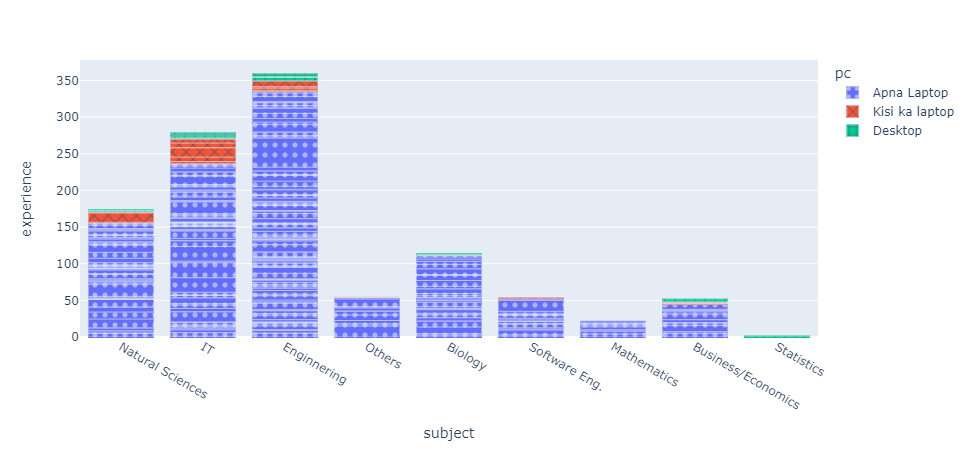 pc
Apna Laptop
Kisi ka laptop
Desktop
experience
350
300
250
200
150
100
50
0
Natural Sciences
IT
Enginnering
Others
Biology
Software Eng.
Mathematics
Business/Economics
Statistics
subject